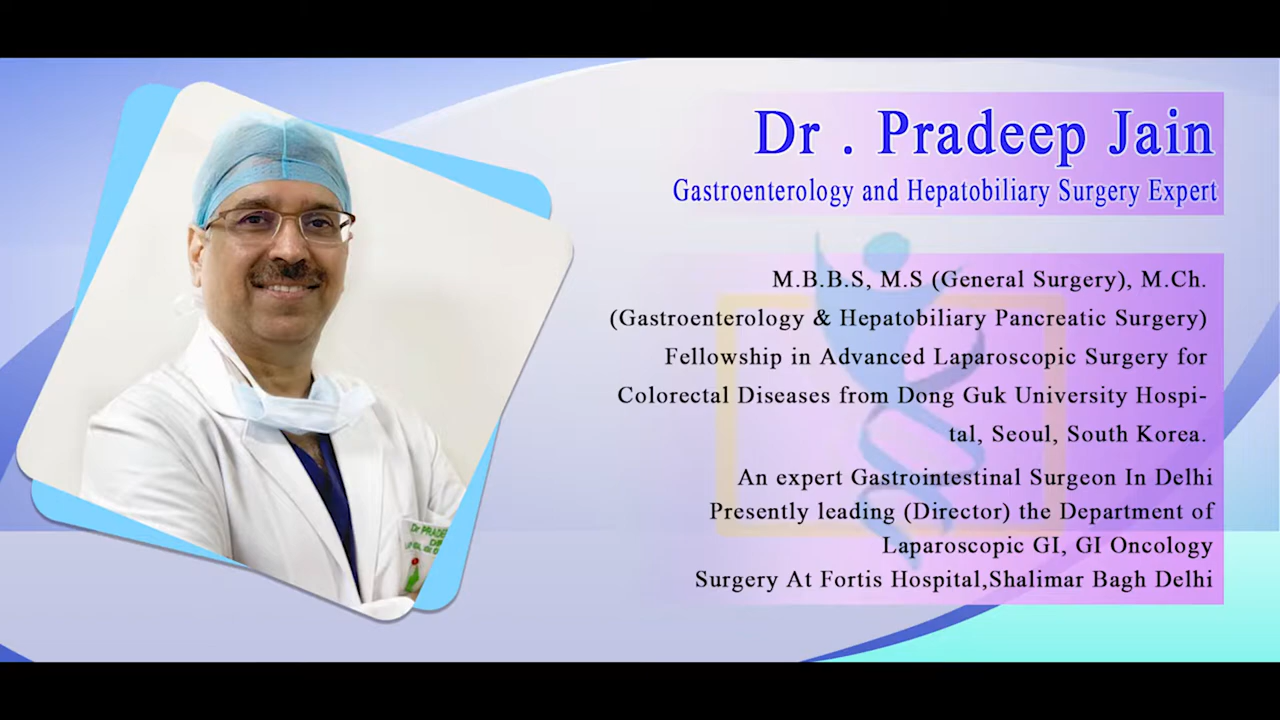 Dr . Pradeep Jain
Gastroenterology and Hepatobiliary Surgery Expert
M.B.B.S, M.S (General Surgery), M.Ch.
(Gastroenterology & Hepatobiliary Pancreatic Surgery)
Fellowship in Advanced Laparoscopic Surgery for
Colorectal Diseases from Dong Guk University Hospi-
tal, Seoul, South Korea.
An expert Gastrointestinal Surgeon In Delhi
Presently leading (Director) the Department of
Laparoscopic GI, GI Oncology
Surgery At Fortis Hospital,Shalimar Bagh Delhi